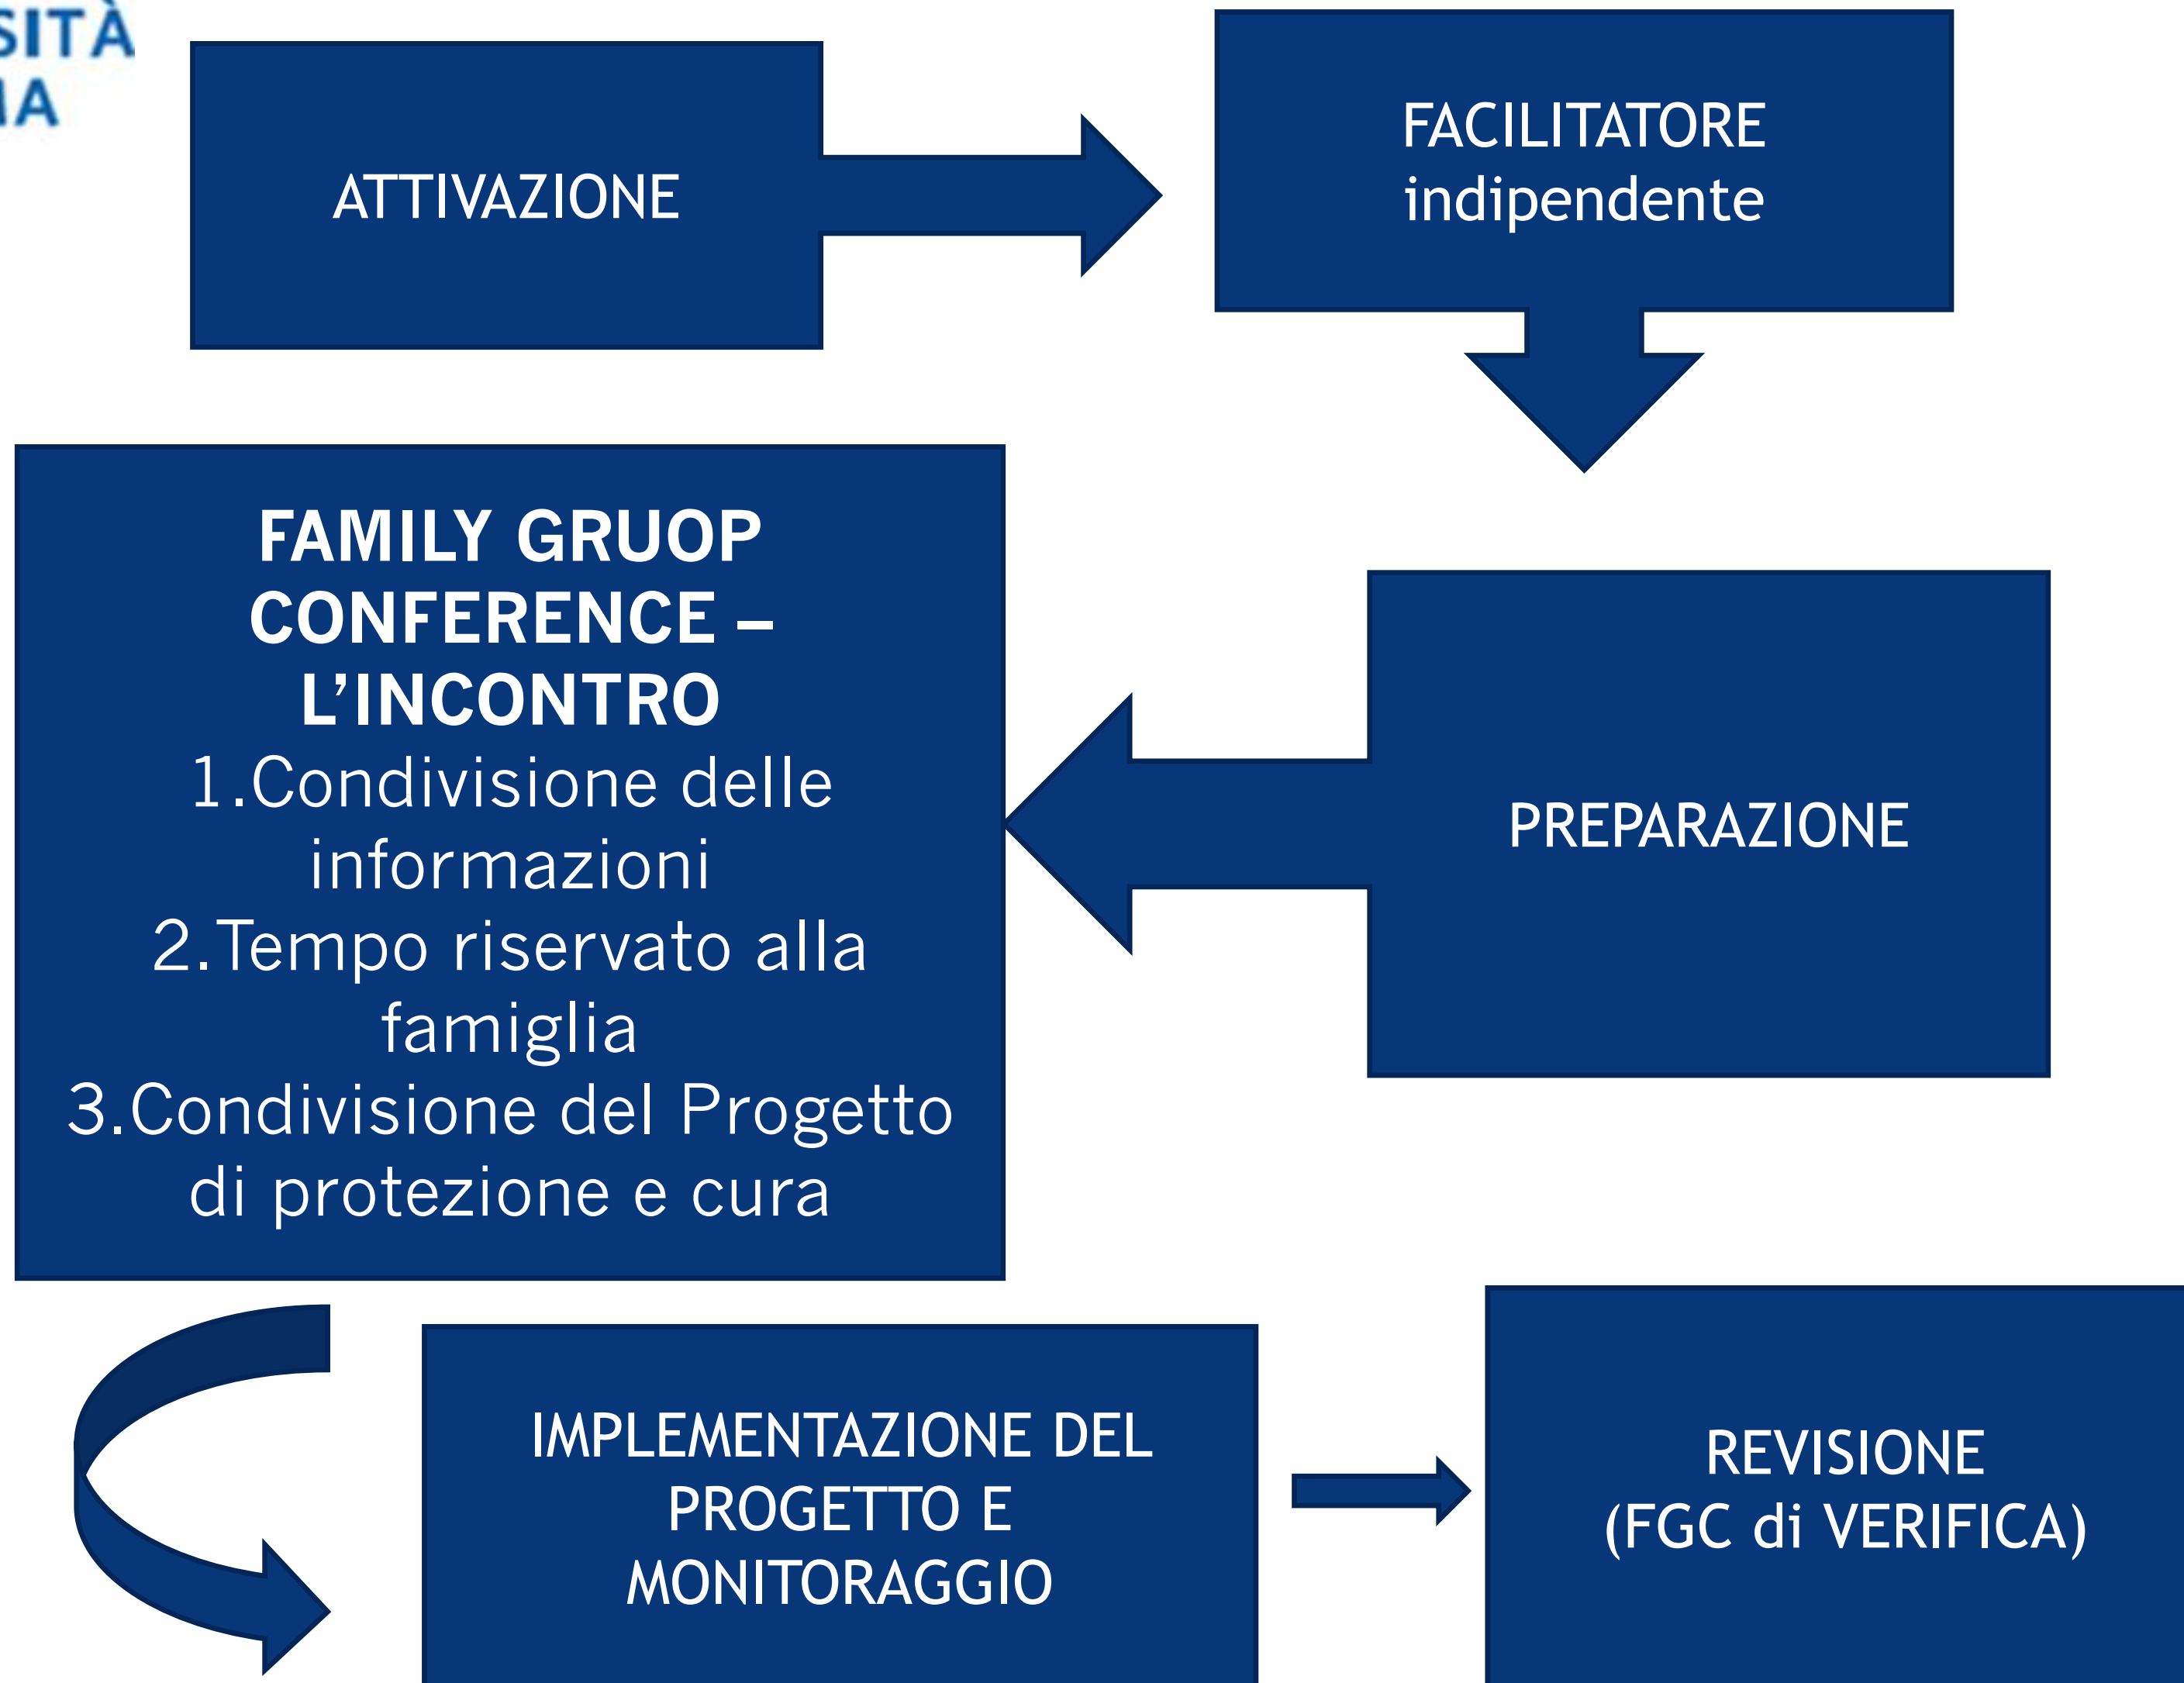 SITÀ
MA
ATTIVAZIONE
FACILITATORE
indipendente
FAMILY GRUOP
CONFERENCE –
L’INCONTRO
1.Condivisione delle
informazioni
2.Tempo riservato alla
famiglia
3.Condivisione del Progetto
di protezione e cura
PREPARAZIONE
IMPLEMENTAZIONE DEL
PROGETTO E
MONITORAGGIO
REVISIONE
(FGC di VERIFICA)